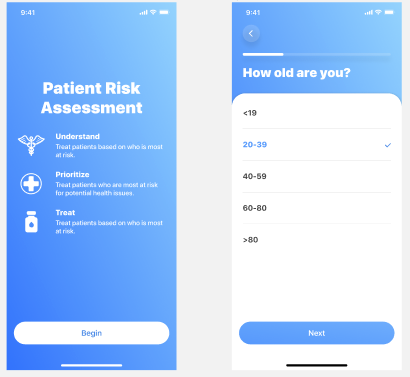 9:41
Patient Risk
Assessment
Understand
Treat patients based on who is most
at risk.
Prioritize
Treat patients who are most at risk
for potential health issues.
Treat
Treat patients based on who is most
at risk.
Begin
9:41
How old are you?
<19
20-39
40-59
60-80
>80
Next